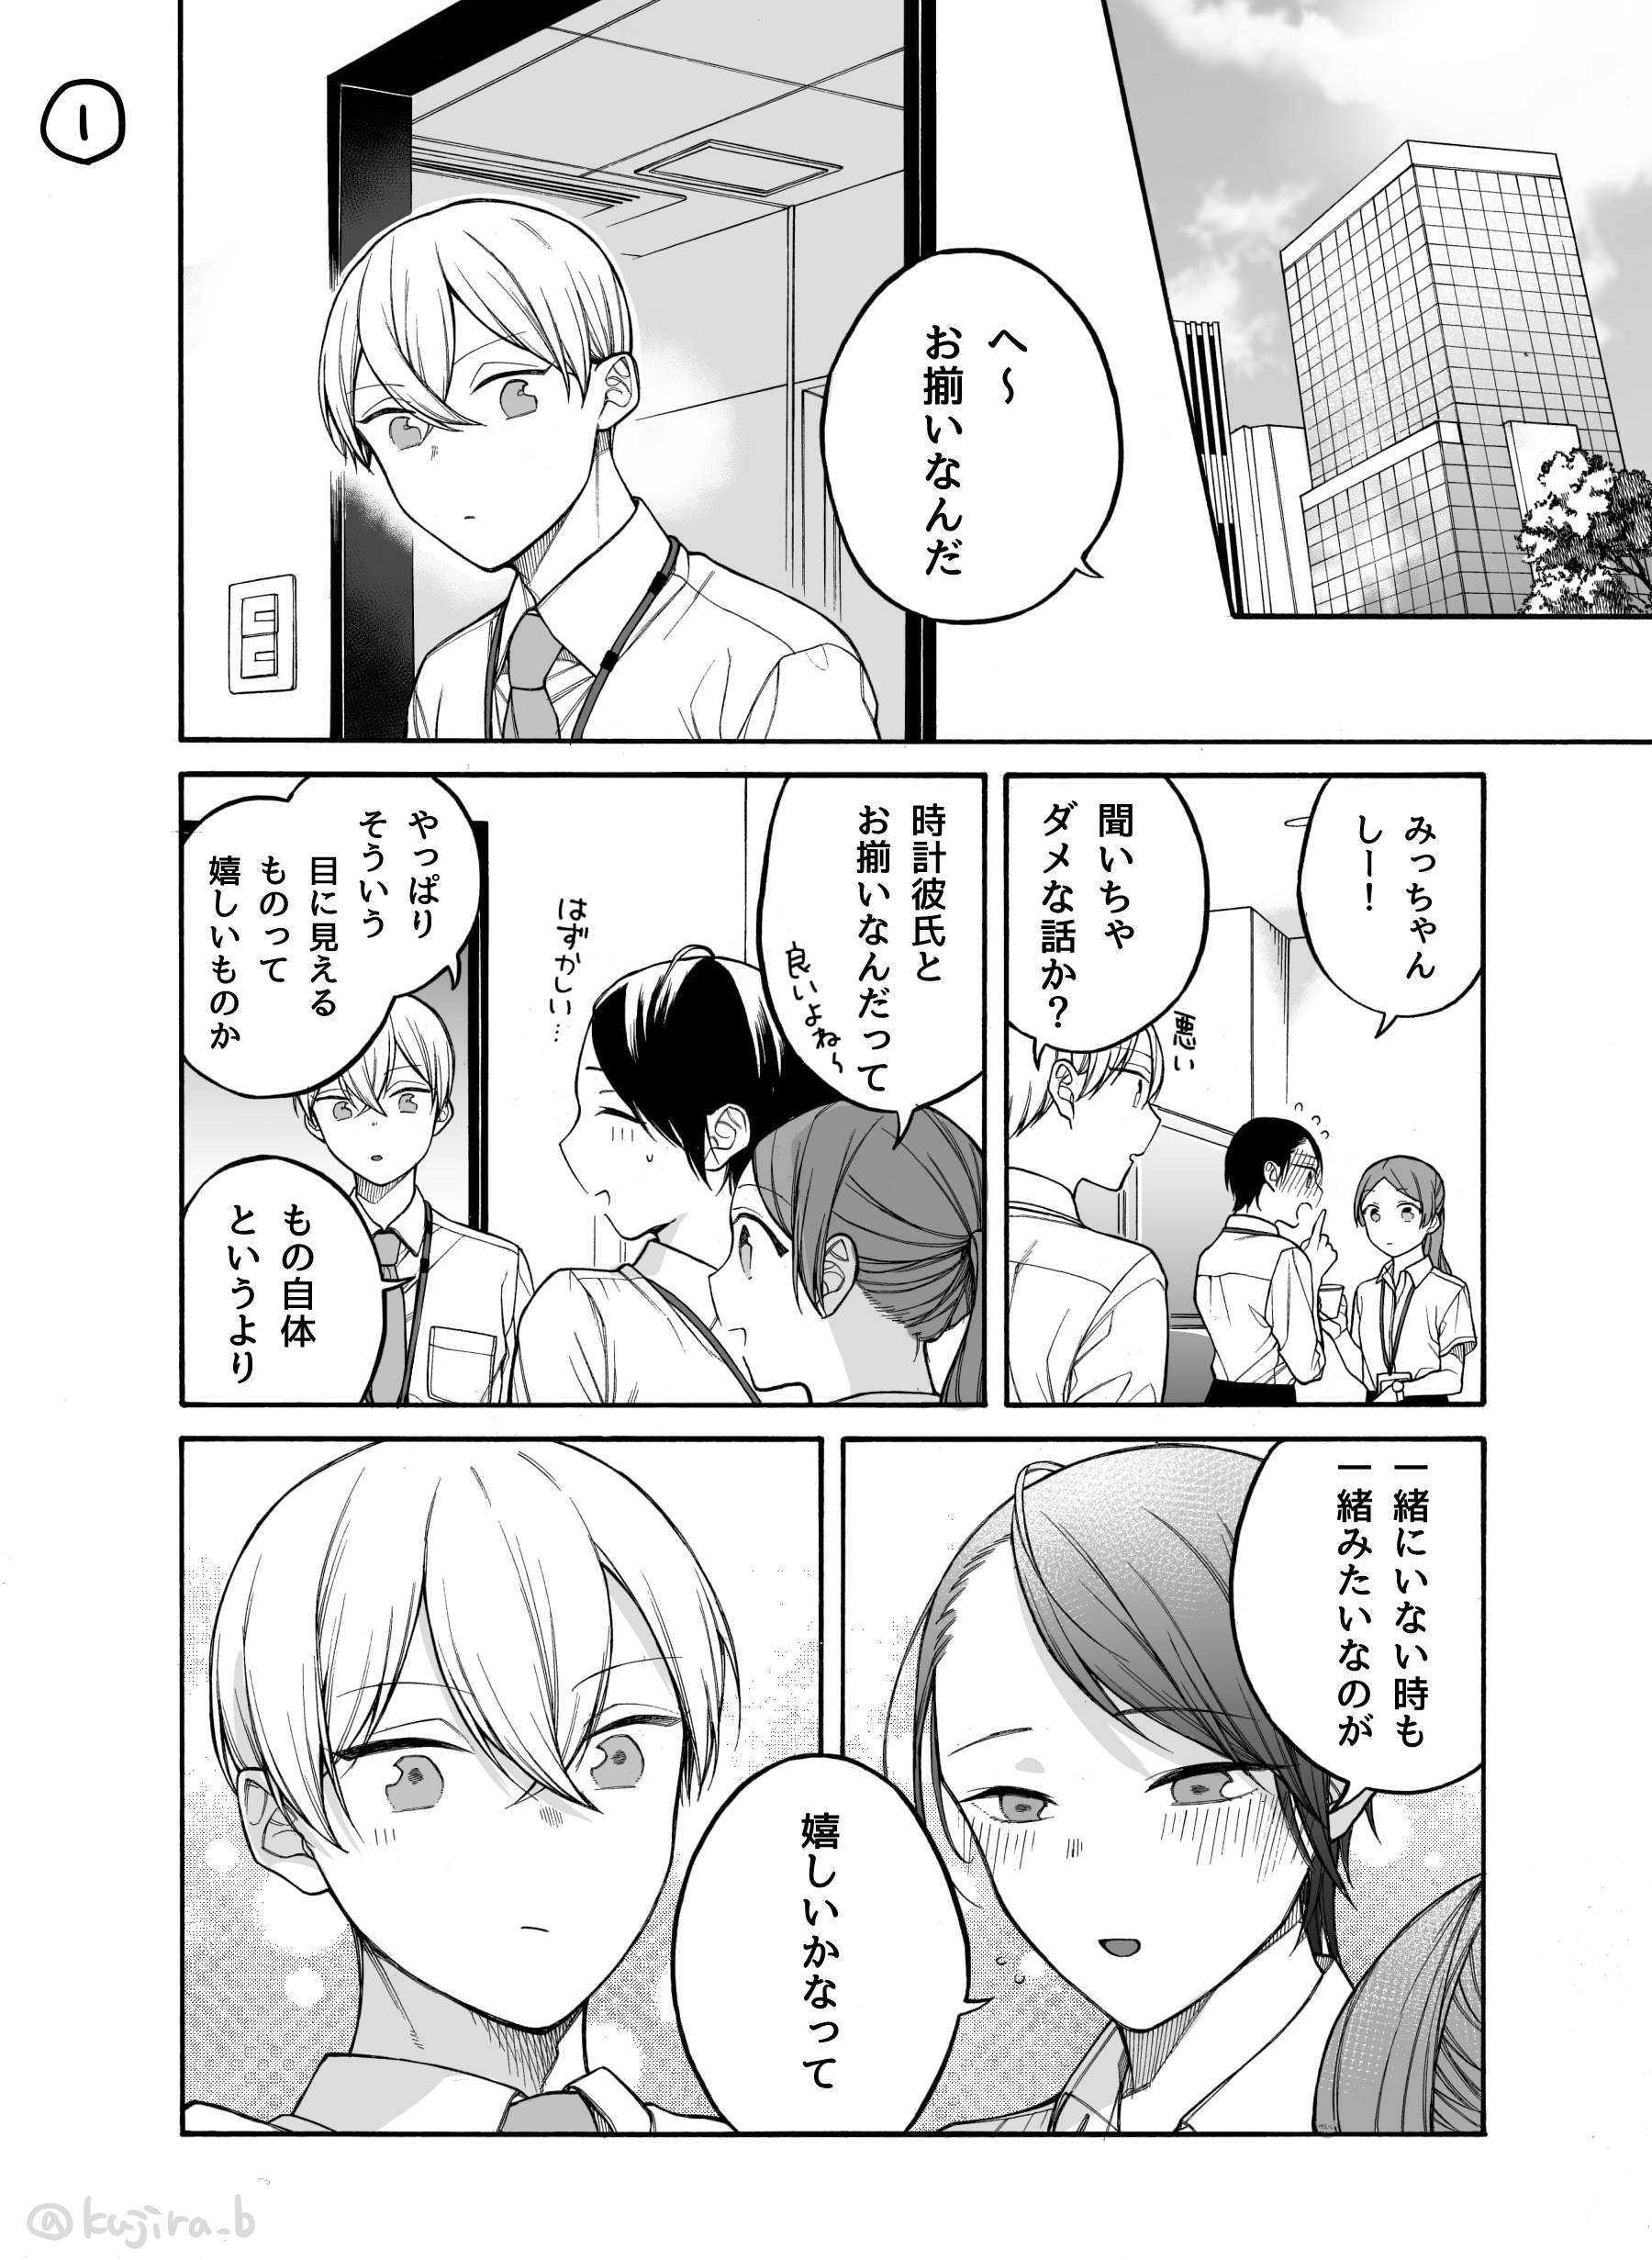 1
へ～
お揃いなんだ
みっちゃん
しー！
聞いちゃ
ダメな話か？
悪い
時計彼氏と
お揃いなんだって
良いよね～
はずかしい…
やっぱり
そういう
目に見える
ものって
嬉しいものか
もの自体
というより
一緒にいない時も
一緒みたいなのが
嬉しいかなって
@kujira_b